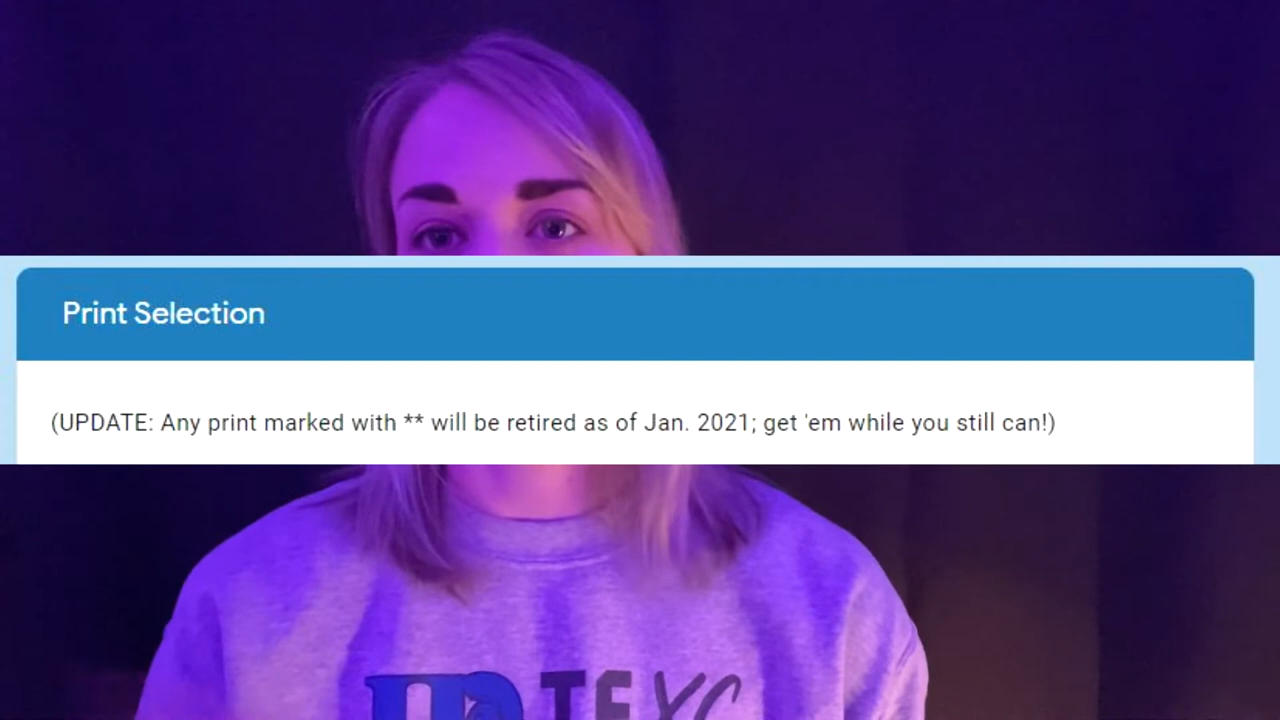 Print Selection
(UPDATE: Any print marked with ** will be retired as of Jan. 2021; get 'em while you still can!)